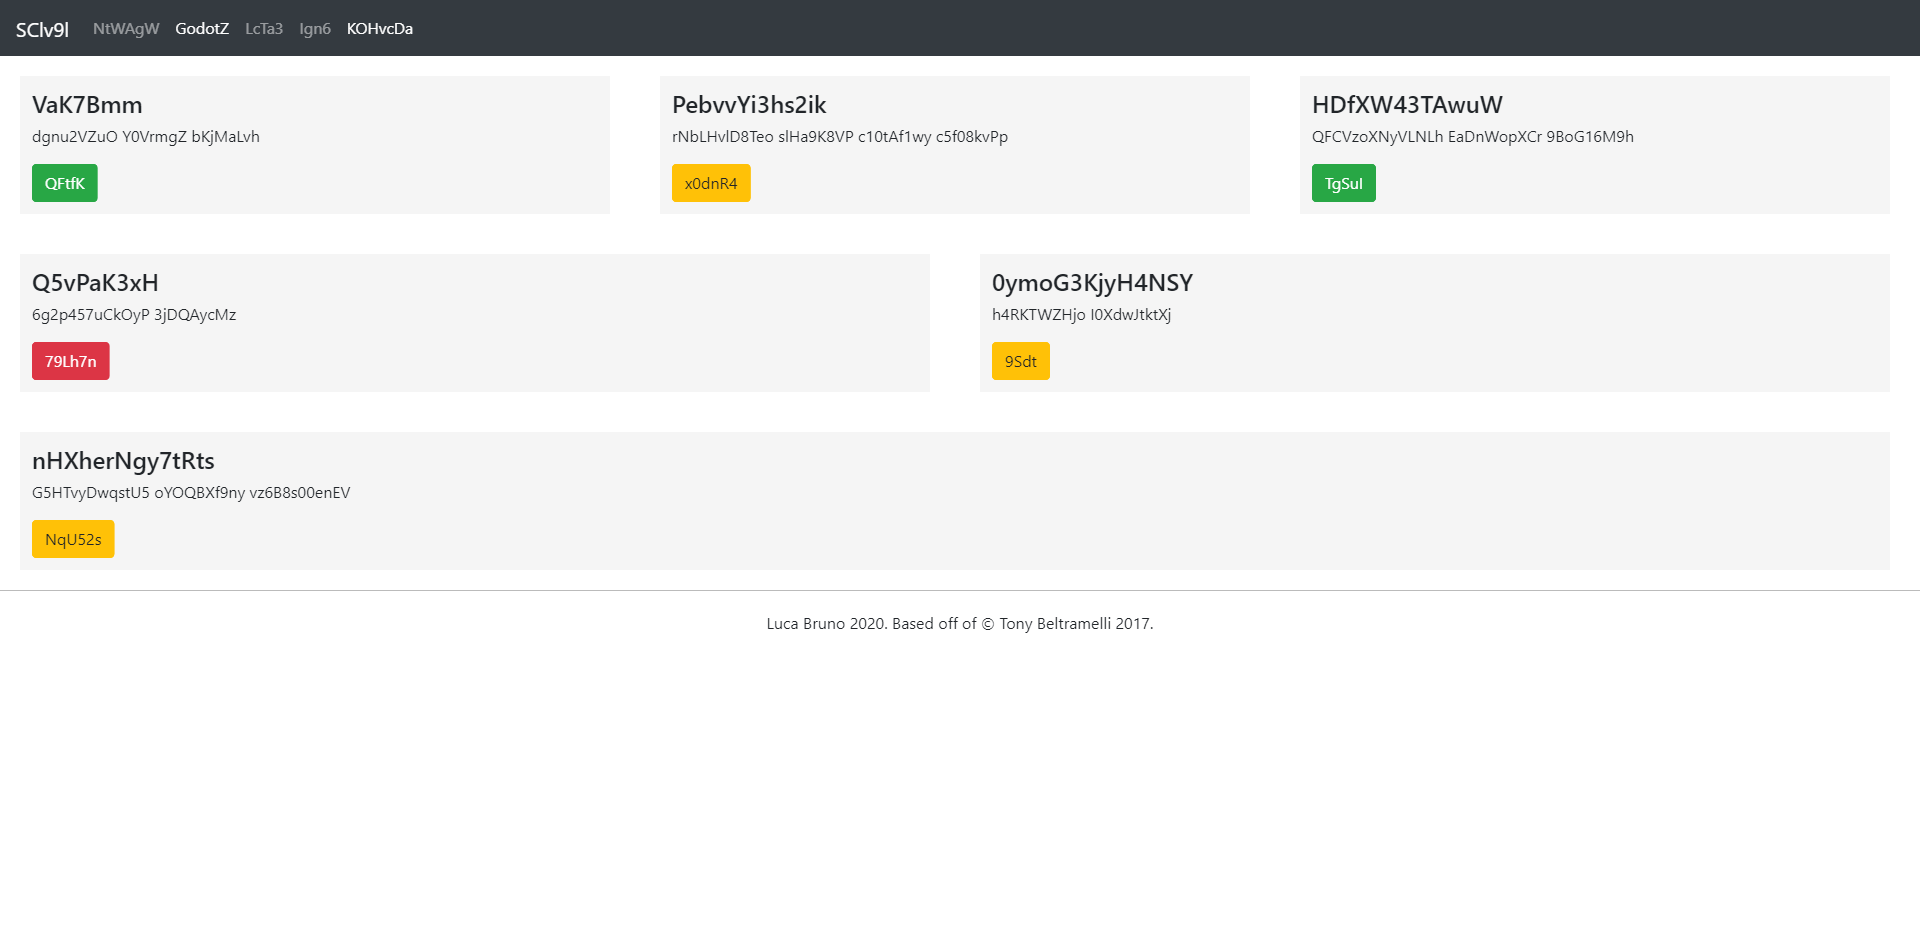 SClv9l NtWAgW GodotZ LcTa3 Ign6 KOHvcDa
VaK7Bmm
dgnu2VZuO Y0VrmgZ bKjMaLvh
QFtfK
PebvvYi3hs2ik
rNbLHvlD8Teo slHa9K8VP c10tAf1wy c5f08kvPp
x0dnR4
HDfXW43TAwuW
QFCVzoXNyVLNLh EaDnWopXCr 9BoG16M9h
TgSul
Q5vPaK3xH
6g2p457uCkOyP 3jDQAycMz
79Lh7n
0ymoG3KjyH4NSY
h4RKTWZHjo I0XdwJtktXj
9Sdt
nHXherNgy7tRts
G5HTvyDwqstU5 oYOQBXf9ny vz6B8s00enEV
NqU52s
Luca Bruno 2020. Based off of © Tony Beltramelli 2017.